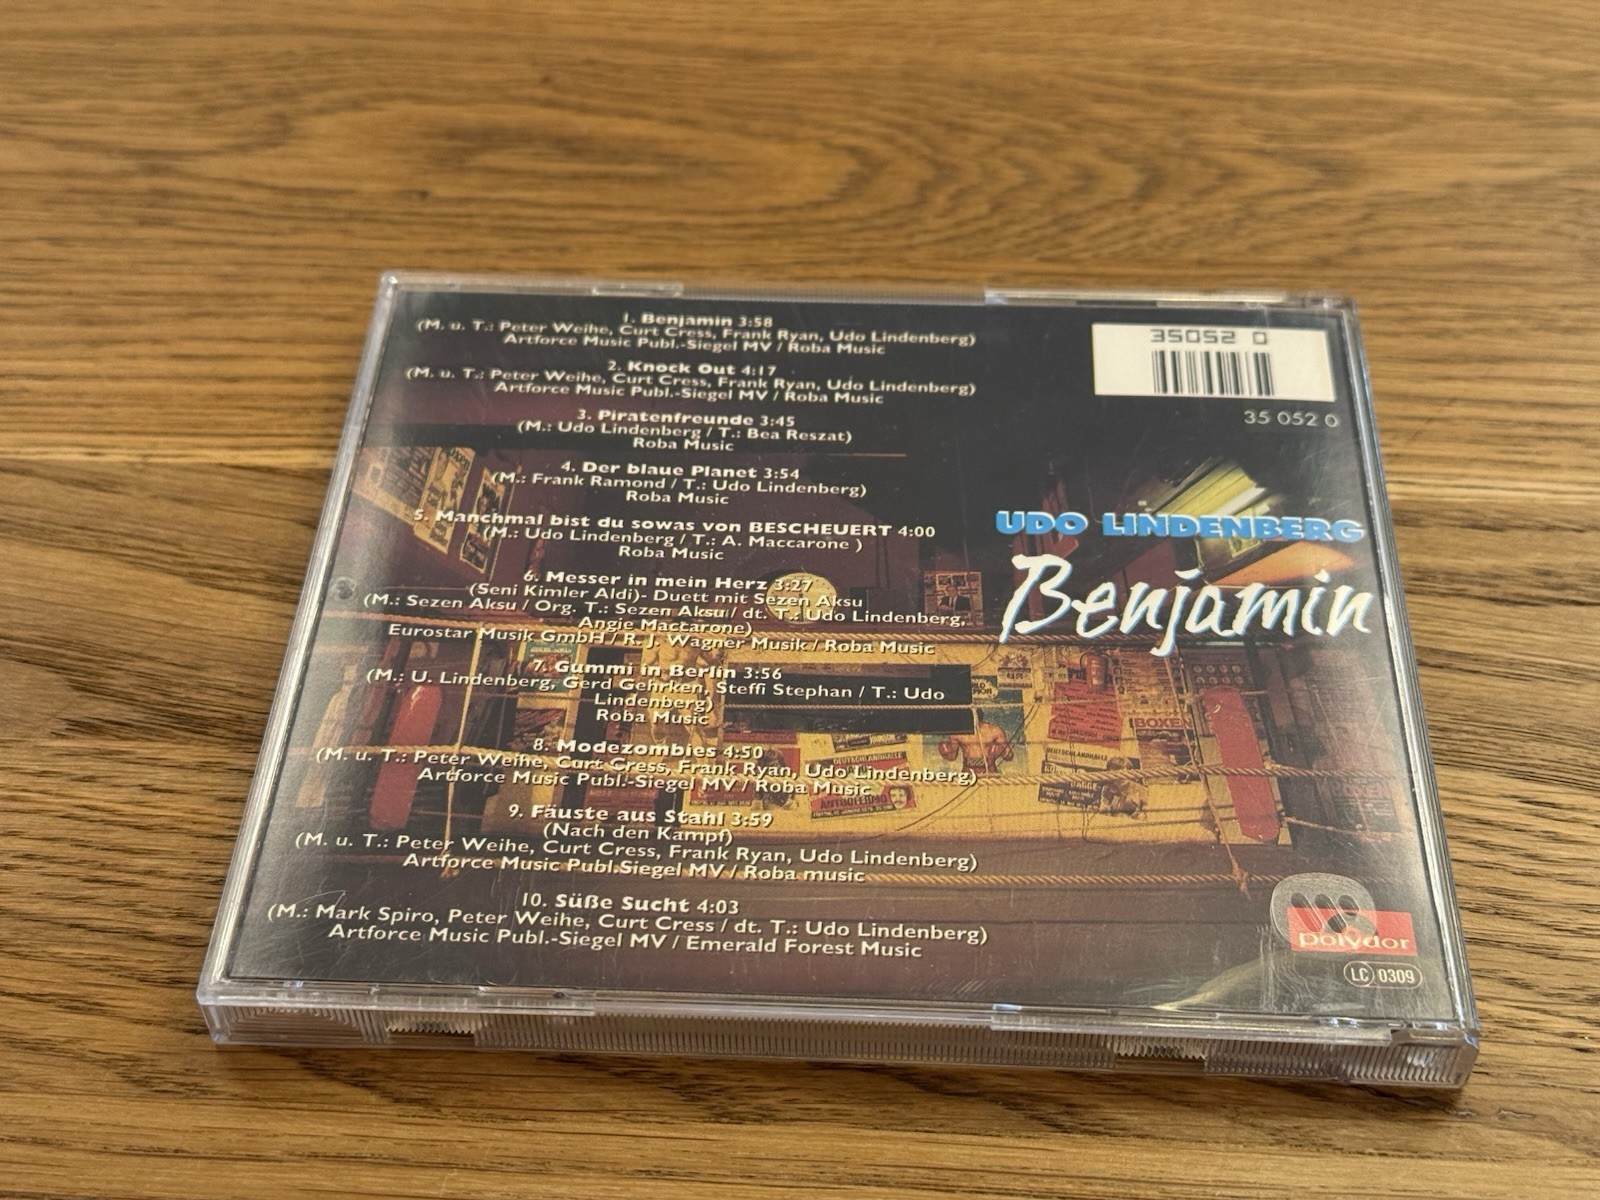 1. Benjamin 3:58
(M. u. T.: Peter Weihe, Curt Cress, Frank Ryan, Udo Lindenberg)
Artforce Music Publ.-Siegel MV / Roba Music
2. Knock Out 4:17
(M. u. T.: Peter Weihe, Curt Cress, Frank Ryan, Udo Lindenberg)
Artforce Music Publ.-Siegel MV / Roba Music
3. Piratenfreunde 3:45
(M.: Udo Lindenberg / T.: Bea Reszat)
Roba Music
4. Der blaue Planet 3:54
(M.: Frank Ramond / T.: Udo Lindenberg)
Roba Music
5. Manchmal bist du sowas von BESCHEUERT 4:00
(M.: Udo Lindenberg / T.: A. Maccarone )
Roba Music
6. Messer in mein Herz 3:27
(Seni Kimler Aldi)- Duett mit Sezen Aksu
(M.: Sezen Aksu / Org. T.: Sezen Aksu / dt. T.: Udo Lindenberg,
Angie Maccarone)
Eurostar Musik GmbH / R. J. Wagner Musik / Roba Music
7. Gummi in Berlin 3:56
(M.: U. Lindenberg, Gerd Gehrken, Steffi Stephan / T.: Udo
Lindenberg)
Roba Music
8. Modezombies 4:50
(M. u. T.: Peter Weihe, Curt Cress, Frank Ryan, Udo Lindenberg)
Artforce Music Publ.-Siegel MV / Roba Music
9. Fäuste aus Stahl 3:59
(Nach den Kampf)
(M. u. T.: Peter Weihe, Curt Cress, Frank Ryan, Udo Lindenberg)
Artforce Music Publ.Siegel MV / Roba music
10. Süße Sucht 4:03
(M.: Mark Spiro, Peter Weihe, Curt Cress / dt. T.: Udo Lindenberg)
Artforce Music Publ.-Siegel MV / Emerald Forest Music
35052 0
35 052 0
UDO LINDENBERG
Benjamin
BOXEN
DEUTSCHLANDHALLE
ANTUOFERMO
DEUTSCHLANDHALLE
DAGGE
polydor
LC 0309